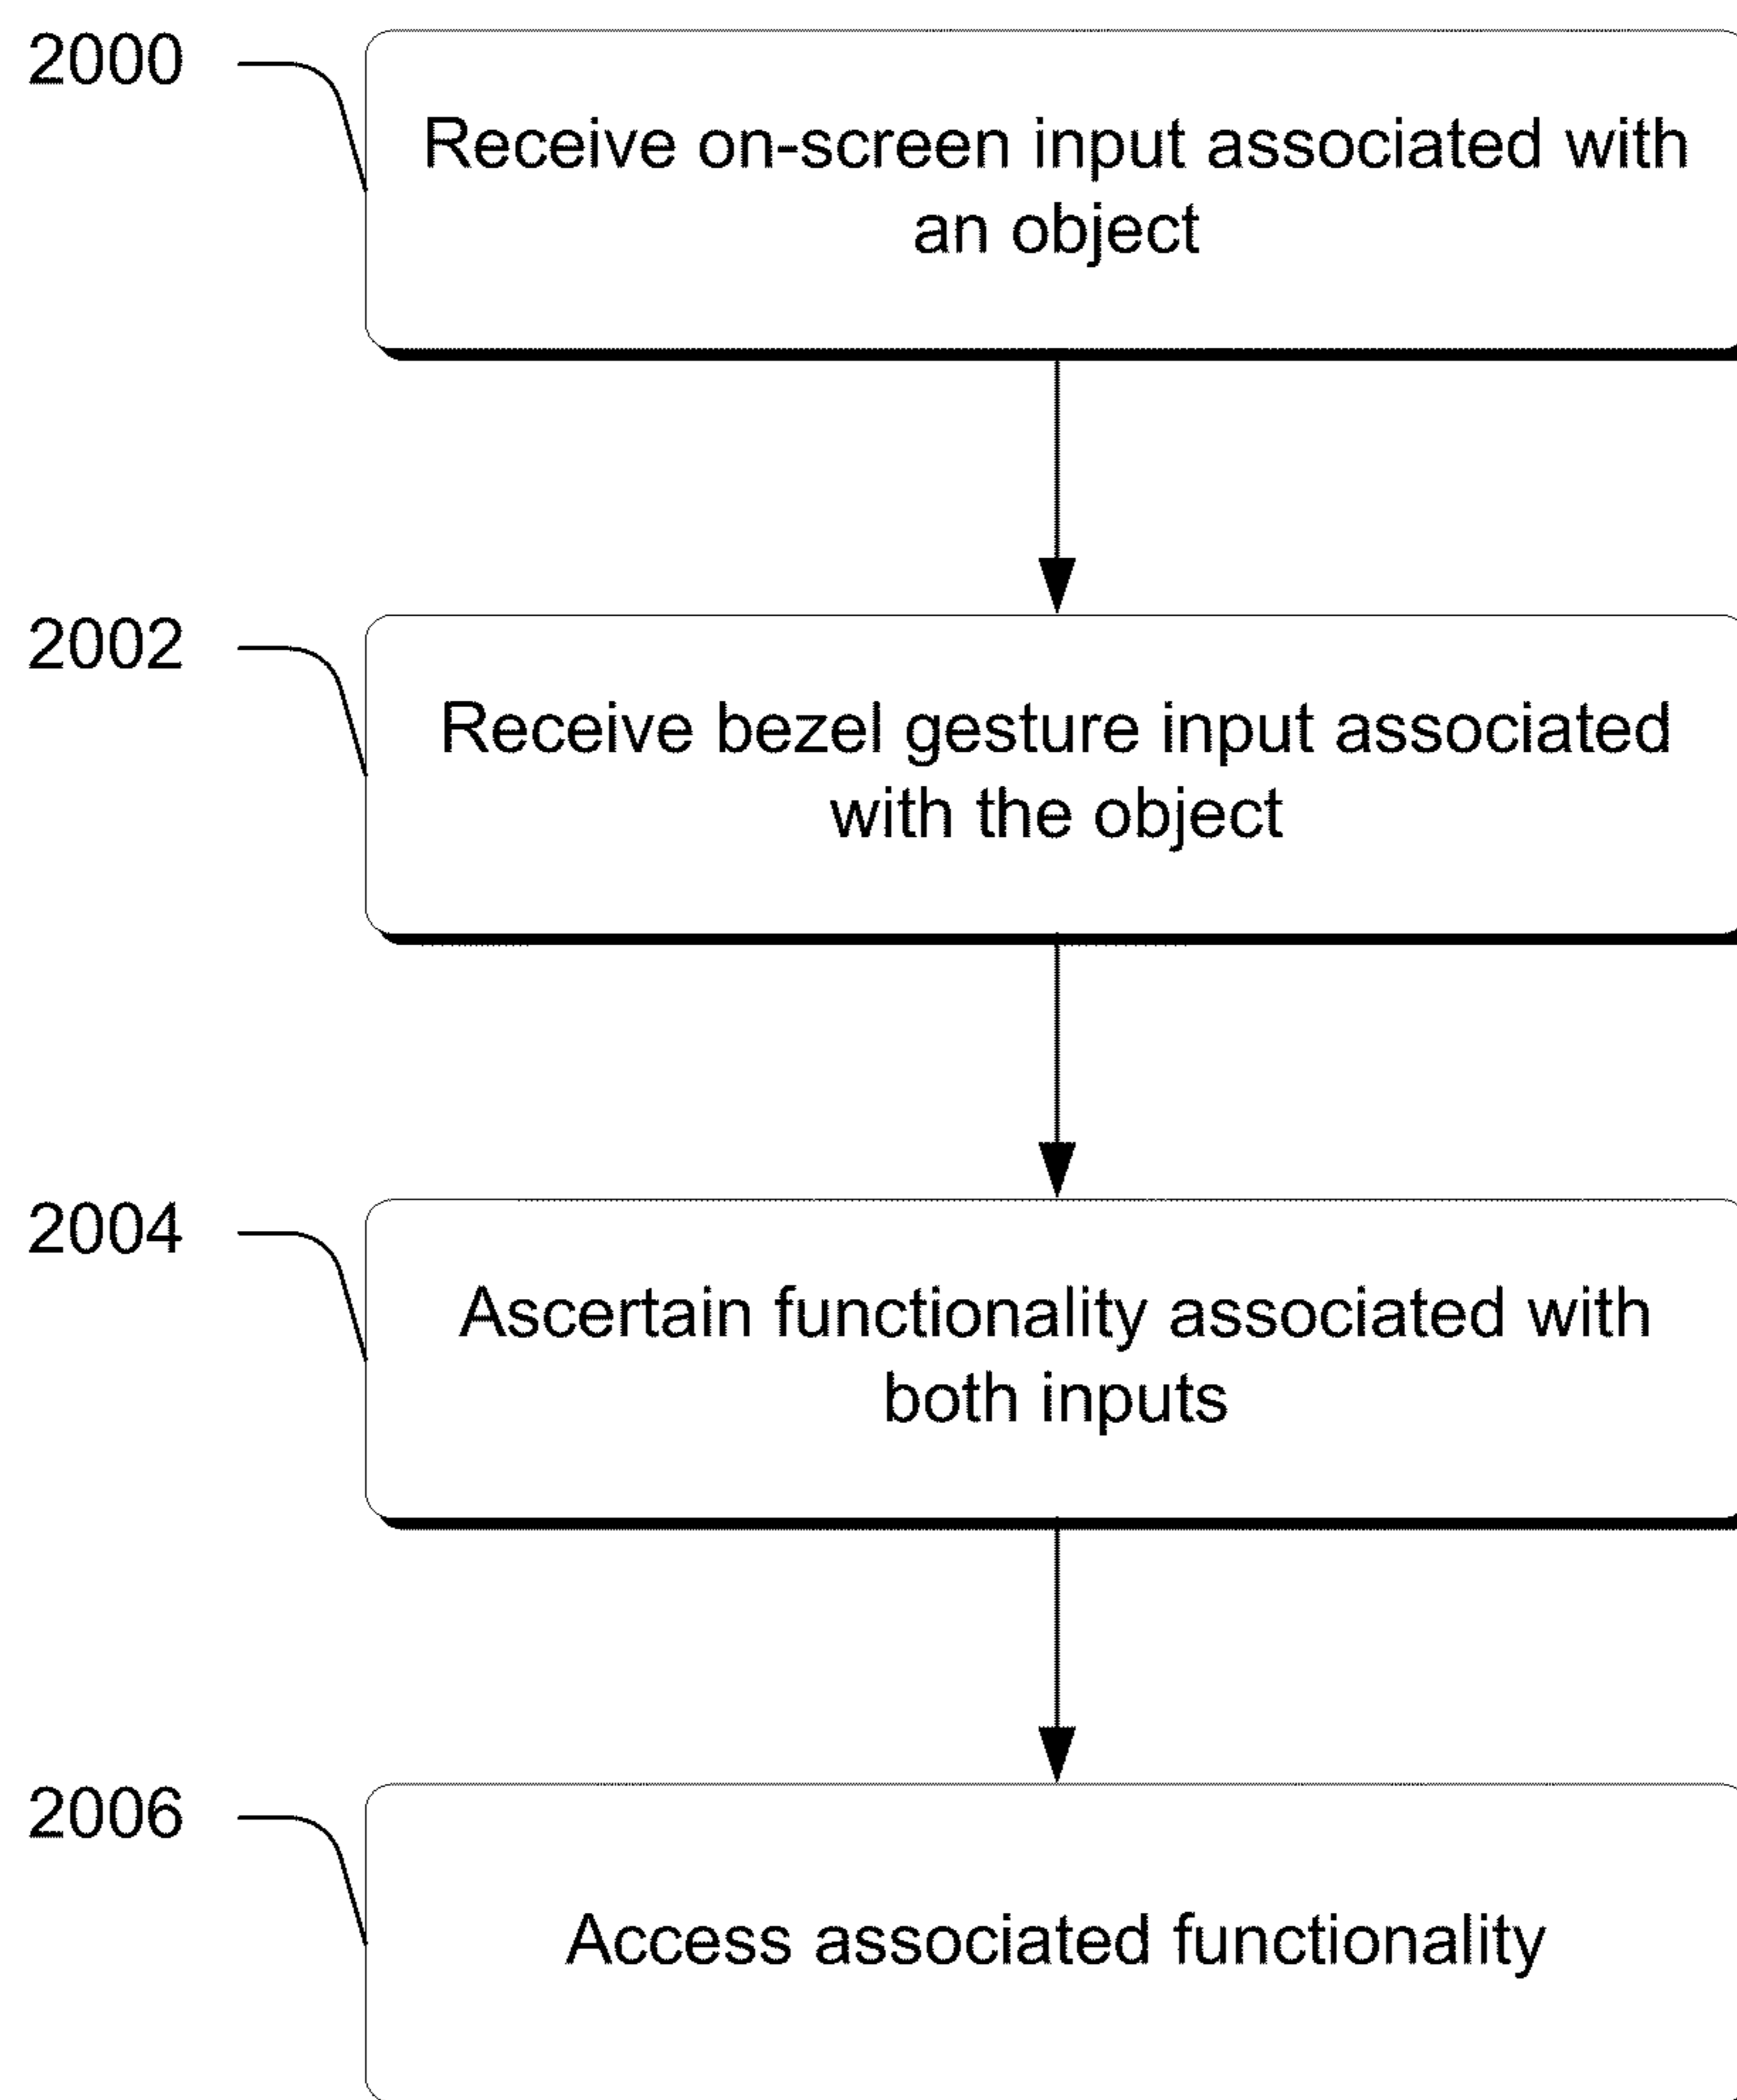 2000
Receive on-screen input associated with
an object
2002
Receive bezel gesture input associated
with the object
2004
Ascertain functionality associated with
both inputs
2006
Access associated functionality